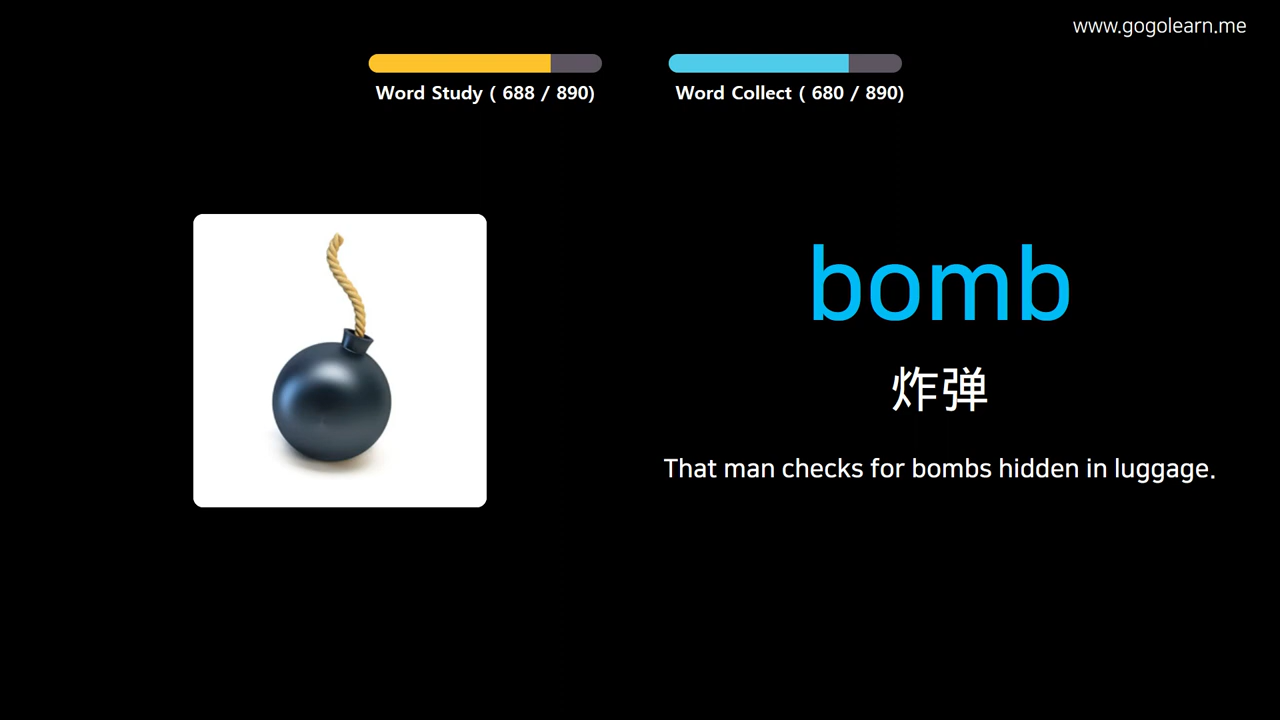 www.gogolearn.me
Word Study ( 688 / 890)
Word Collect ( 680 / 890)
bomb
炸弹
That man checks for bombs hidden in luggage.